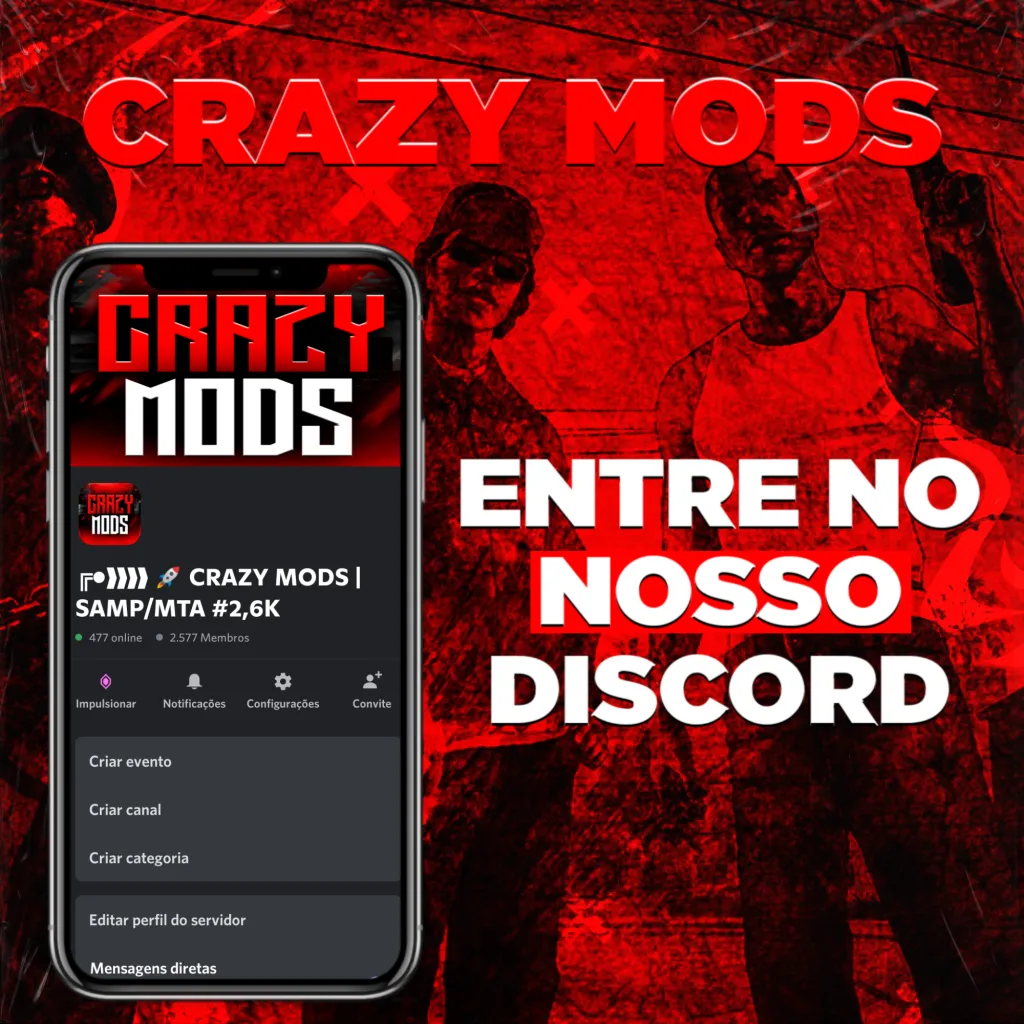 CRAZY MODS
CRAZY
MODS
CRAZY
MODS
╔●⦈⦈⦈⦈ 🚀 CRAZY MODS |
SAMP/MTA #2,6K
477 online 2.577 Membros
Impulsionar Notificações Configurações Convite
Criar evento
Criar canal
Criar categoria
Editar perfil do servidor
Mensagens diretas
ENTRE NO
NOSSO
DISCORD